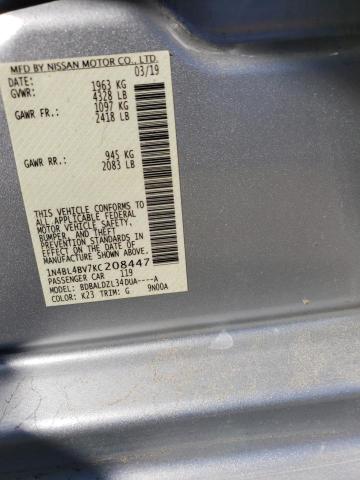 MFD BY NISSAN MOTOR CO., LTD.
DATE: 03/19
GVWR: 1963 KG
4328 LB
GAWR FR.: 1097 KG
2418 LB
GAWR RR.: 945 KG
2083 LB
THIS VEHICLE CONFORMS TO
ALL APPLICABLE FEDERAL
MOTOR VEHICLE SAFETY,
BUMPER, AND THEFT
PREVENTION STANDARDS IN
EFFECT ON THE DATE OF
MANUFACTURE SHOWN ABOVE.
1N4BL4BV7KC208447
PASSENGER CAR 119
MODEL: BDBALDZL34DUA----A
COLOR: K23 TRIM: G 9N00A